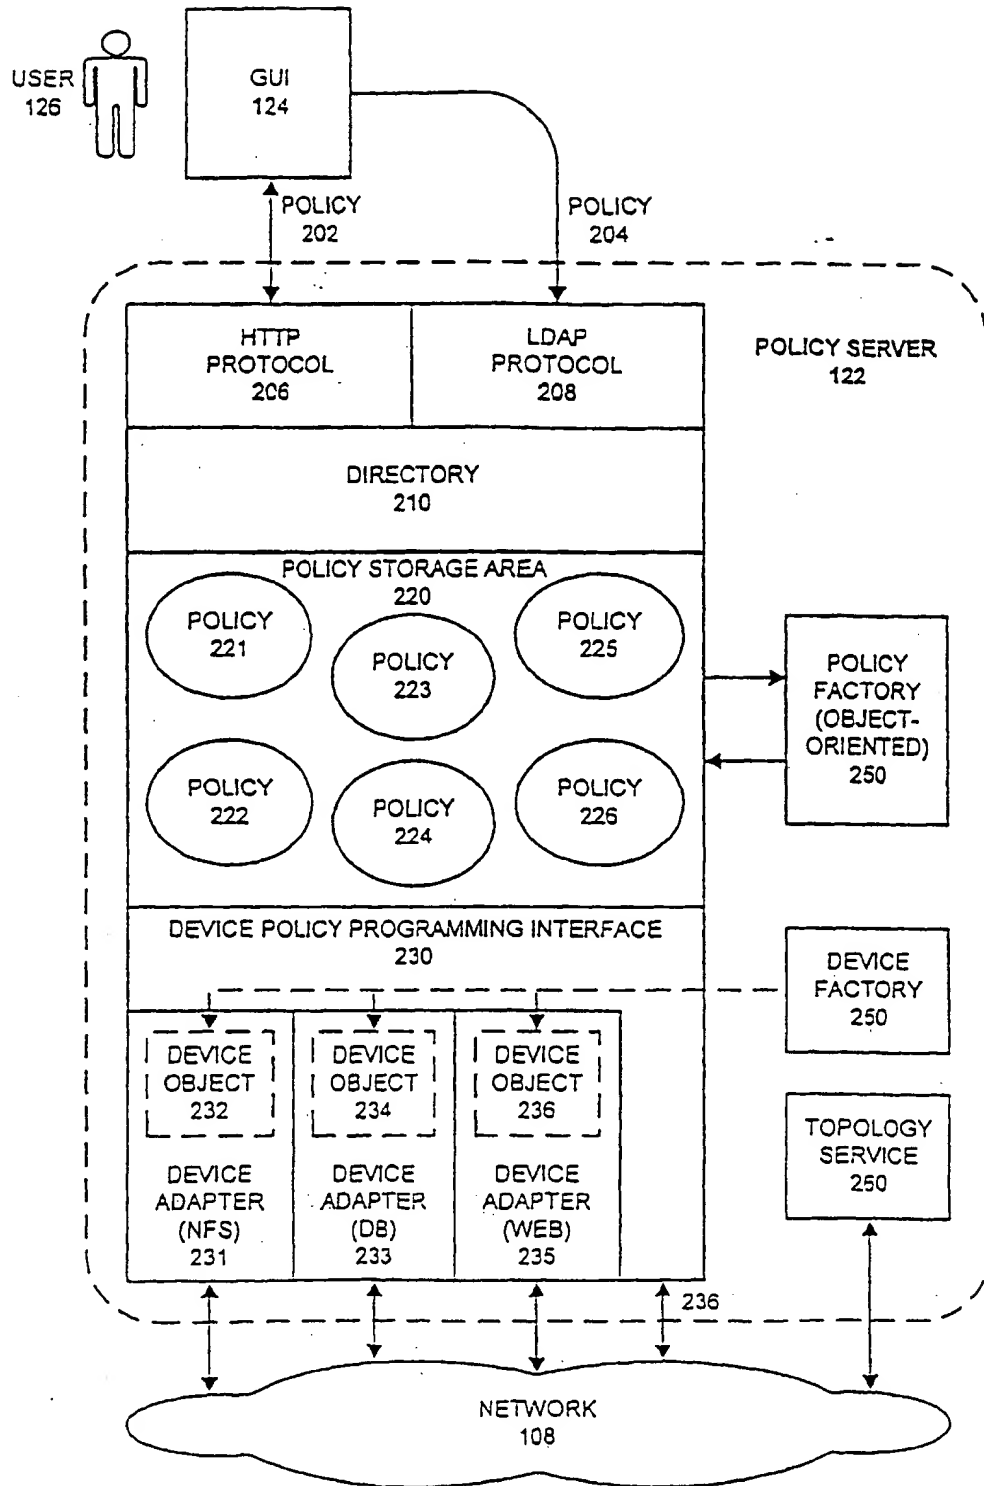 USER
126
GUI
124
POLICY
202
POLICY
204
HTTP
PROTOCOL
206
LDAP
PROTOCOL
208
POLICY SERVER
122
DIRECTORY
210
POLICY STORAGE AREA
220
POLICY
221
POLICY
223
POLICY
225
POLICY
222
POLICY
224
POLICY
226
POLICY
FACTORY
(OBJECT-
ORIENTED)
250
DEVICE POLICY PROGRAMMING INTERFACE
230
DEVICE
FACTORY
250
DEVICE
OBJECT
232
DEVICE
OBJECT
234
DEVICE
OBJECT
236
TOPOLOGY
SERVICE
260
DEVICE
ADAPTER
(NFS)
231
DEVICE
ADAPTER
(DB)
233
DEVICE
ADAPTER
(WEB)
235
236
NETWORK
108